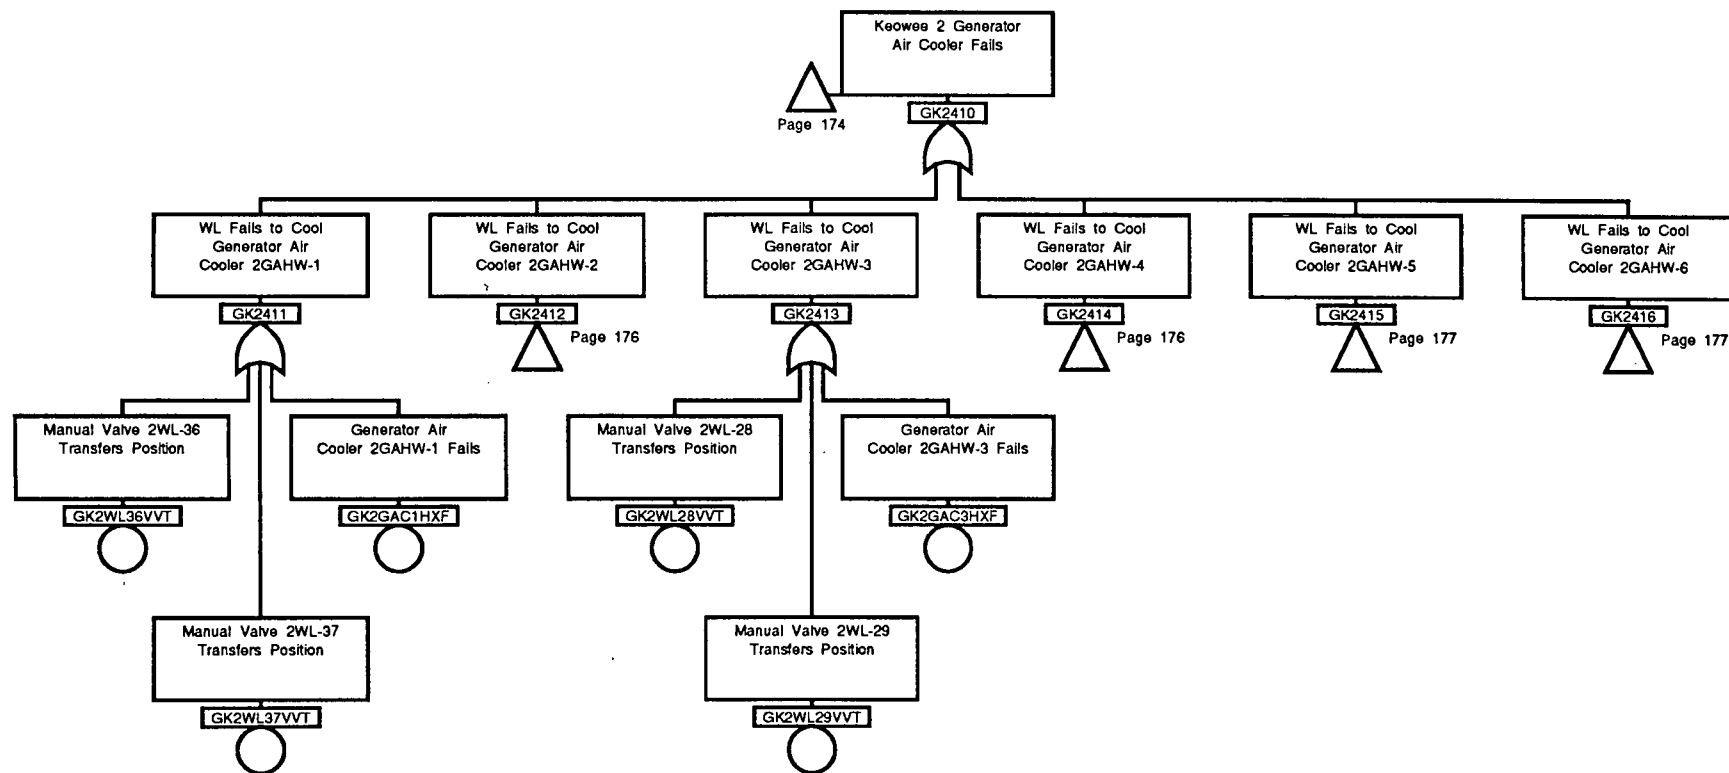 Keowee 2 Generator
Air Cooler Fails
Page 174
GK2410
WL Fails to Cool
Generator Air
Cooler 2GAHW-1
GK2411
WL Fails to Cool
Generator Air
Cooler 2GAHW-2
GK2412
Page 176
WL Fails to Cool
Generator Air
Cooler 2GAHW-3
GK2413
WL Fails to Cool
Generator Air
Cooler 2GAHW-4
GK2414
Page 176
WL Fails to Cool
Generator Air
Cooler 2GAHW-5
GK2415
Page 177
WL Fails to Cool
Generator Air
Cooler 2GAHW-6
GK2416
Page 177
Manual Valve 2WL-36
Transfers Position
GK2WL36VVT
Generator Air
Cooler 2GAHW-1 Fails
GK2GAC1HXF
Manual Valve 2WL-28
Transfers Position
GK2WL28VVT
Generator Air
Cooler 2GAHW-3 Fails
GK2GAC3HXF
Manual Valve 2WL-37
Transfers Position
GK2WL37VVT
Manual Valve 2WL-29
Transfers Position
GK2WL29VVT